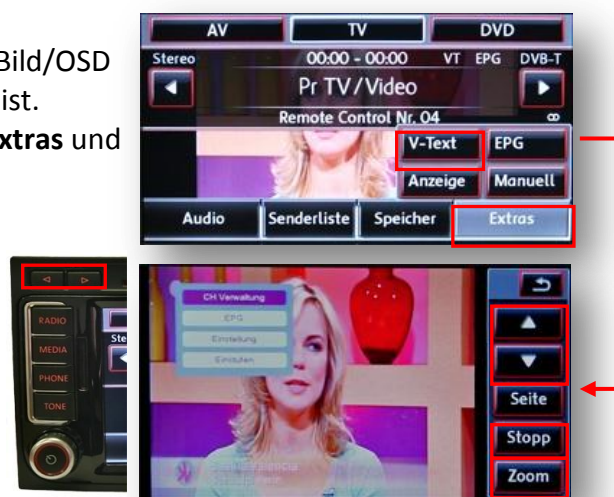 Bild/OSD
ist.
xtras und
AV TV DVD
Stereo 00:00 - 00:00 VT EPG DVB-T
Pr TV/Video
Remote Control Nr. 04
V-Text EPG
Anzeige Manuell
Audio Senderliste Speicher Extras
RADIO
MEDIA
PHONE
TONE
Ste
CH Verwaltung
EPG
Einstellung
Einstufen
Seite
Stopp
Zoom